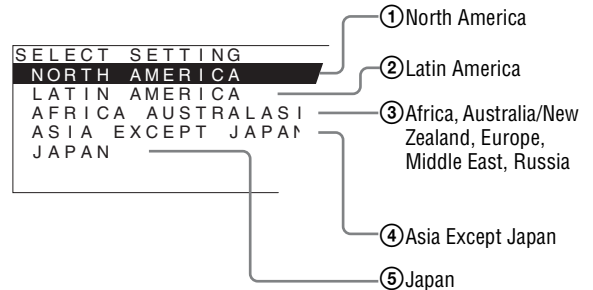 SELECT SETTING
NORTH AMERICA
LATIN AMERICA
AFRICA AUSTRALASI
ASIA EXCEPT JAPAN
JAPAN
①North America
②Latin America
③Africa, Australia/New
Zealand, Europe,
Middle East, Russia
④Asia Except Japan
⑤Japan